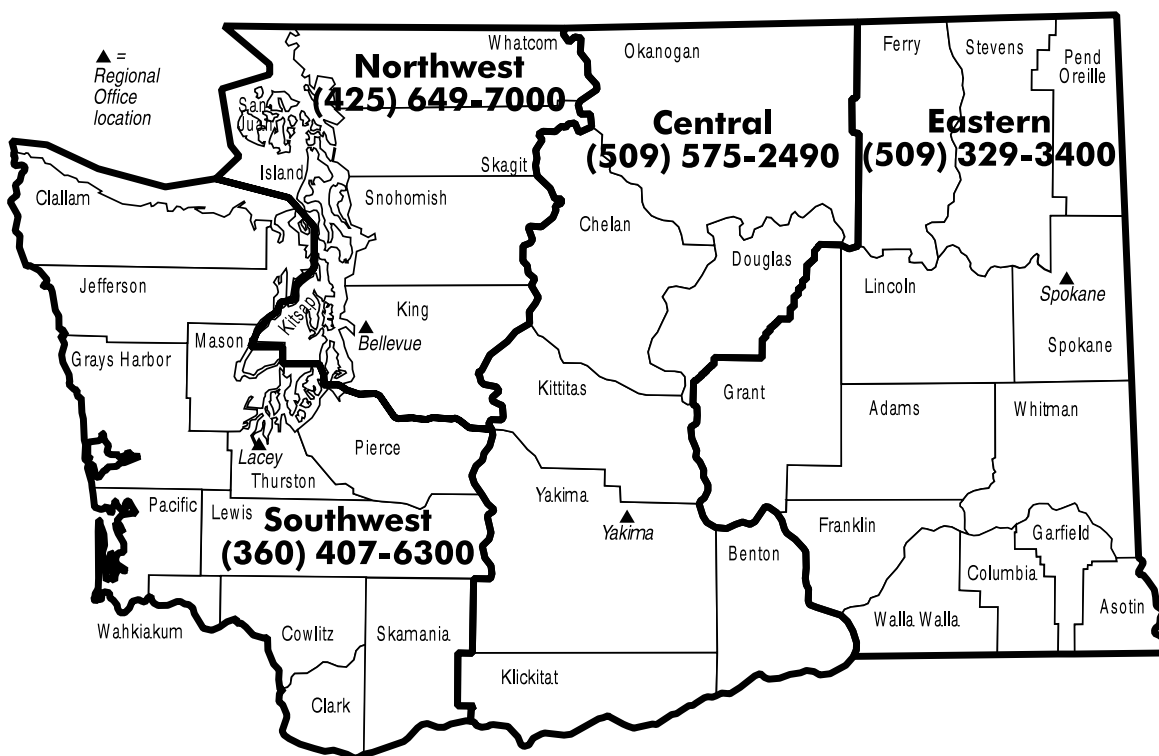 ▲ =
Regional
Office
location
Whatcom
Northwest
(425) 649-7000
San
Juan
Island
Skagit
Snohomish
Clallam
Jefferson
Kitsap
King
Bellevue
Mason
Grays Harbor
Lacey
Thurston
Pierce
Pacific
Lewis
Southwest
(360) 407-6300
Wahkiakum
Cowlitz
Skamania
Clark
Okanogan
Central
(509) 575-2490
Chelan
Douglas
Kittitas
Yakima
Yakima
Benton
Klickitat
Ferry
Stevens
Pend
Oreille
Eastern
(509) 329-3400
Lincoln
Spokane
Spokane
Grant
Adams
Whitman
Franklin
Garfield
Columbia
Walla Walla
Asotin